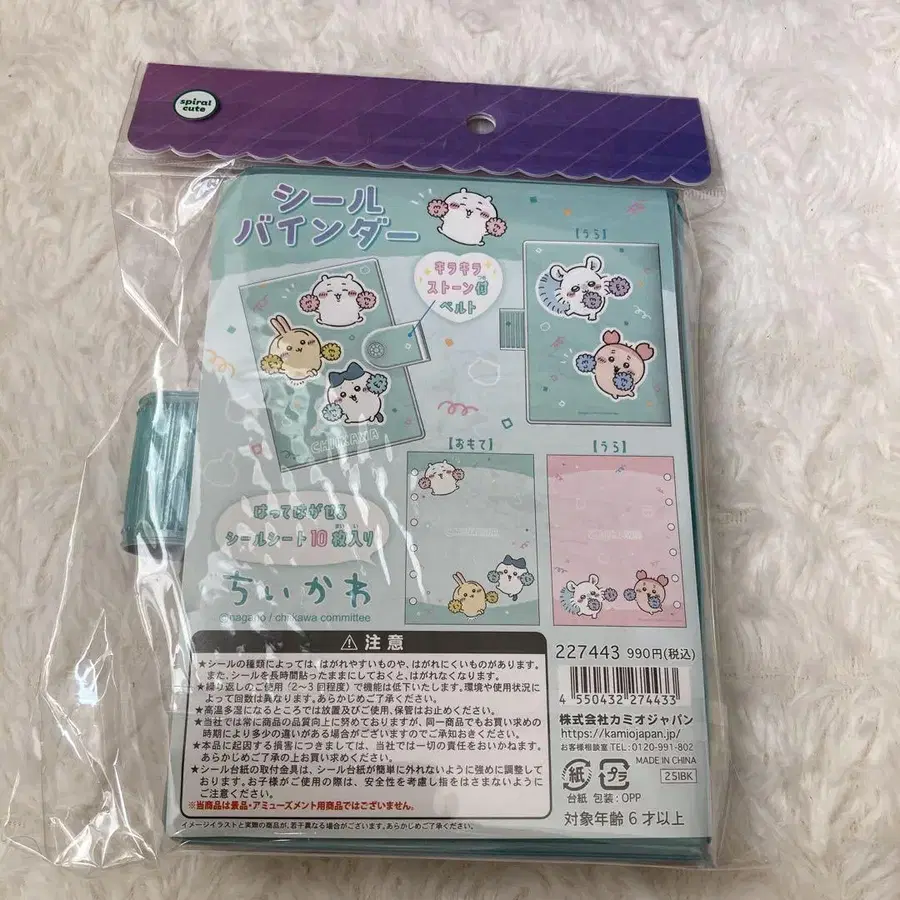 spiral
cute
シール
バインダー
キラキラ
ストーン付
ベルト
【うら】
CHIIKAWA
【おもて】
【うら】
はってはがせる
シールシート10枚入り
ちいかわ
©nagano / chiikawa committee
⚠注意
★シールの種類によっては、はがれやすいものや、はがれにくいものがあります。
また、シールを長時間貼ったままにしておくと、はがれなくなります。
★繰り返しのご使用(2～3回程度)で機能は低下いたします。環境や使用状況に
よって回数は異なります。あらかじめご了承ください。
★高温多湿になるところでは放置及びご使用、保管はお止めください。
★当社では常に商品の品質向上に努めておりますが、同一商品でもお買い求めの
時期により多少の違いがある場合がございますのでご承知おきください。
★本品に起因する損害につきましては、当社では一切の責任をおいかねます。
あらかじめご了承の上お買い求めください。
★シール台紙の取付金具は、シール台紙が簡単に外れないように強めに調整して
おります。お子様がご使用の際は、安全性を考慮し指をはさまないように
ご注意ください。
※当商品は景品・アミューズメント用商品ではございません。
イメージイラストと実際の商品が、若干異なる場合がございます。あらかじめご了承ください。
227443 990円(税込)
4 550432 274433
株式会社カミオジャパン
https://kamiojapan.jp/
お客様相談室 TEL:0120-991-802
MADE IN CHINA
25IBK
紙 プラ
台紙 包装:OPP
対象年齢6才以上